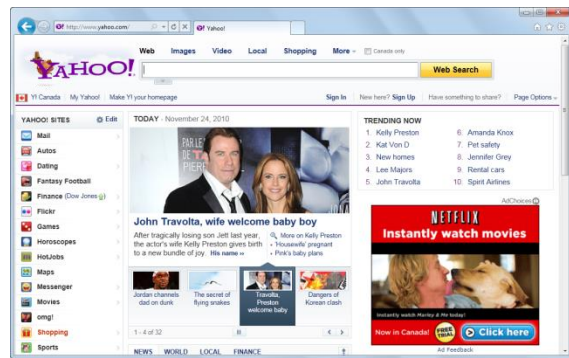 http://www.yahoo.com/
Yahoo!
YAHOO!
Web Images Video Local Shopping More
Canada only
Web Search
Y! Canada My Yahoo! Make Y! your homepage
Sign In New here? Sign Up Have something to share? Page Options
YAHOO! SITES Edit
Mail
Autos
Dating
Fantasy Football
Finance (Dow Jones)
Flickr
Games
Horoscopes
HotJobs
Maps
Messenger
Movies
omg!
Shopping
Sports
TODAY - November 24, 2010
John Travolta, wife welcome baby boy
After tragically losing son Jett last year,
the actor's wife Kelly Preston gives birth
to a new bundle of joy. His name »
More on Kelly Preston
• 'Housewife' pregnant
• Pink's baby plans
Jordan channels
dad on dunk
The secret of
flying snakes
Travolta,
Preston
welcome baby
Dangers of
Korean clash
1 - 4 of 32
NEWS WORLD LOCAL FINANCE
TRENDING NOW
1. Kelly Preston
2. Kat Von D
3. New homes
4. Lee Majors
5. John Travolta
6. Amanda Knox
7. Pet safety
8. Jennifer Grey
9. Rental cars
10. Spirit Airlines
AdChoices
NETFLIX
Instantly watch movies
Instantly watch Marley & Me today!
Now in Canada! FREE TRIAL Click here
Ad Feedback